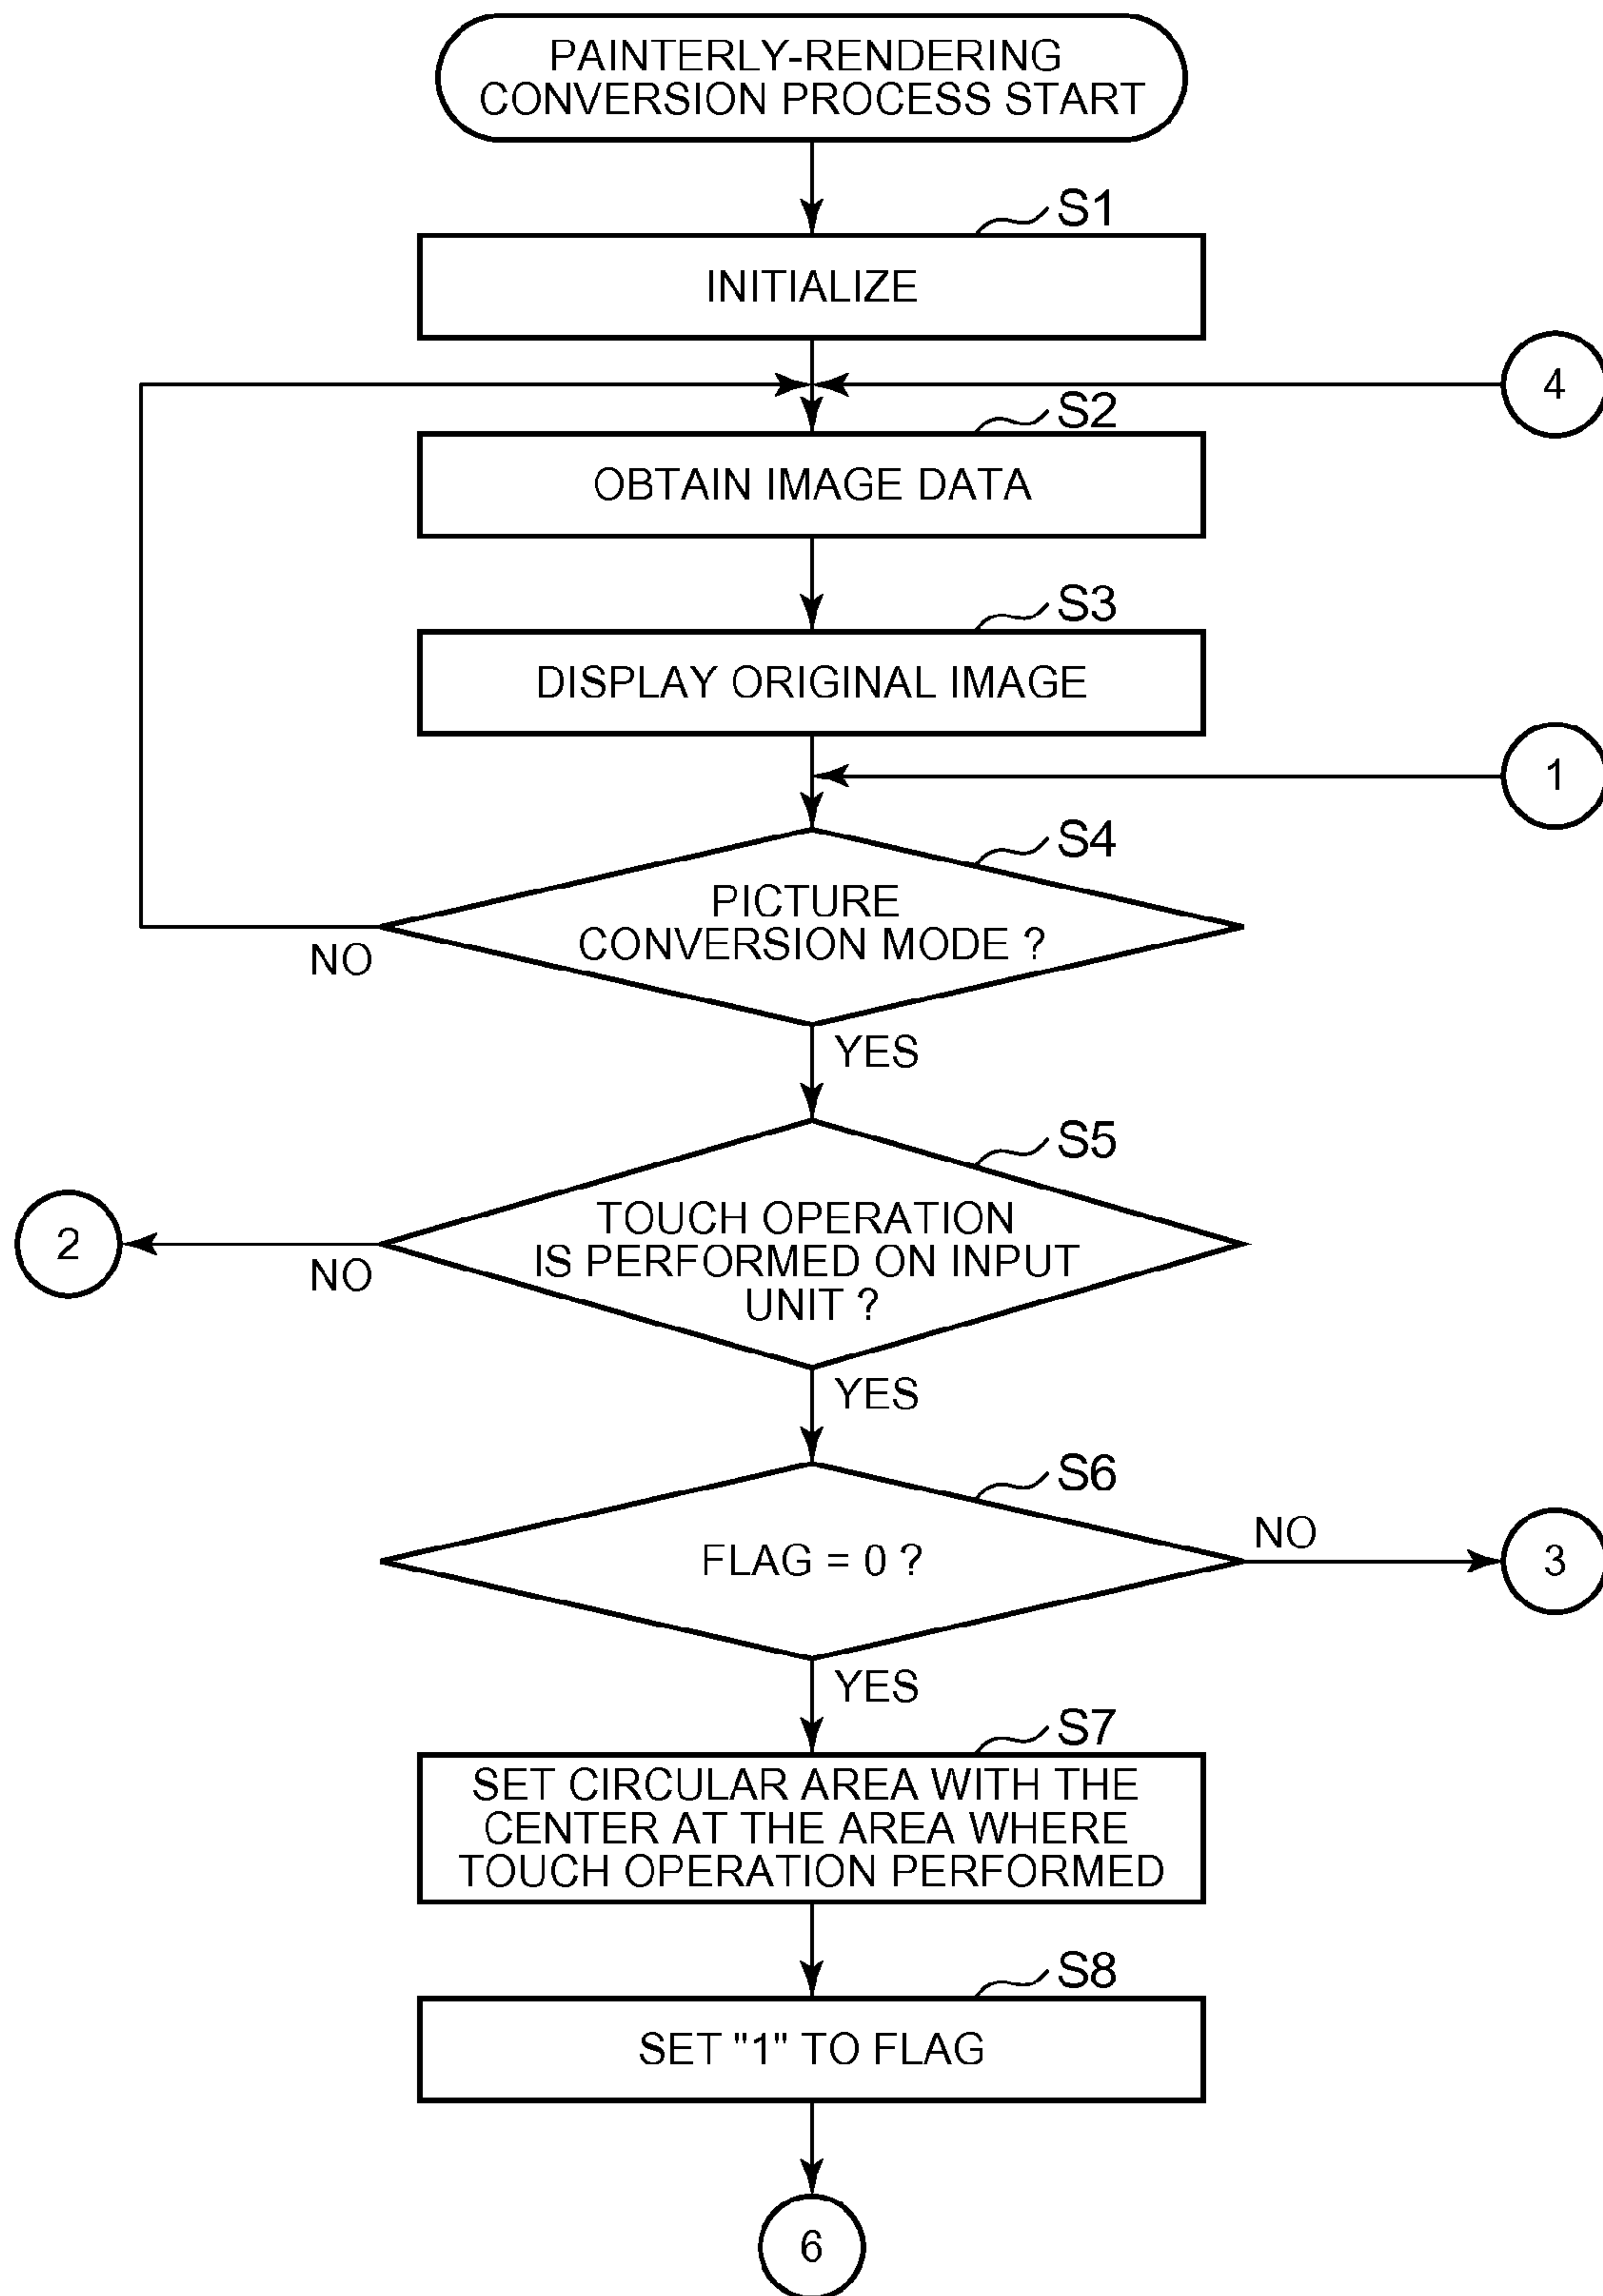 PAINTERLY-RENDERING
CONVERSION PROCESS START
S1
INITIALIZE
4
S2
OBTAIN IMAGE DATA
S3
DISPLAY ORIGINAL IMAGE
1
S4
PICTURE
CONVERSION MODE ?
NO
YES
S5
TOUCH OPERATION
IS PERFORMED ON INPUT
UNIT ?
2
NO
YES
S6
FLAG = 0 ?
NO
3
YES
S7
SET CIRCULAR AREA WITH THE
CENTER AT THE AREA WHERE
TOUCH OPERATION PERFORMED
S8
SET "1" TO FLAG
6